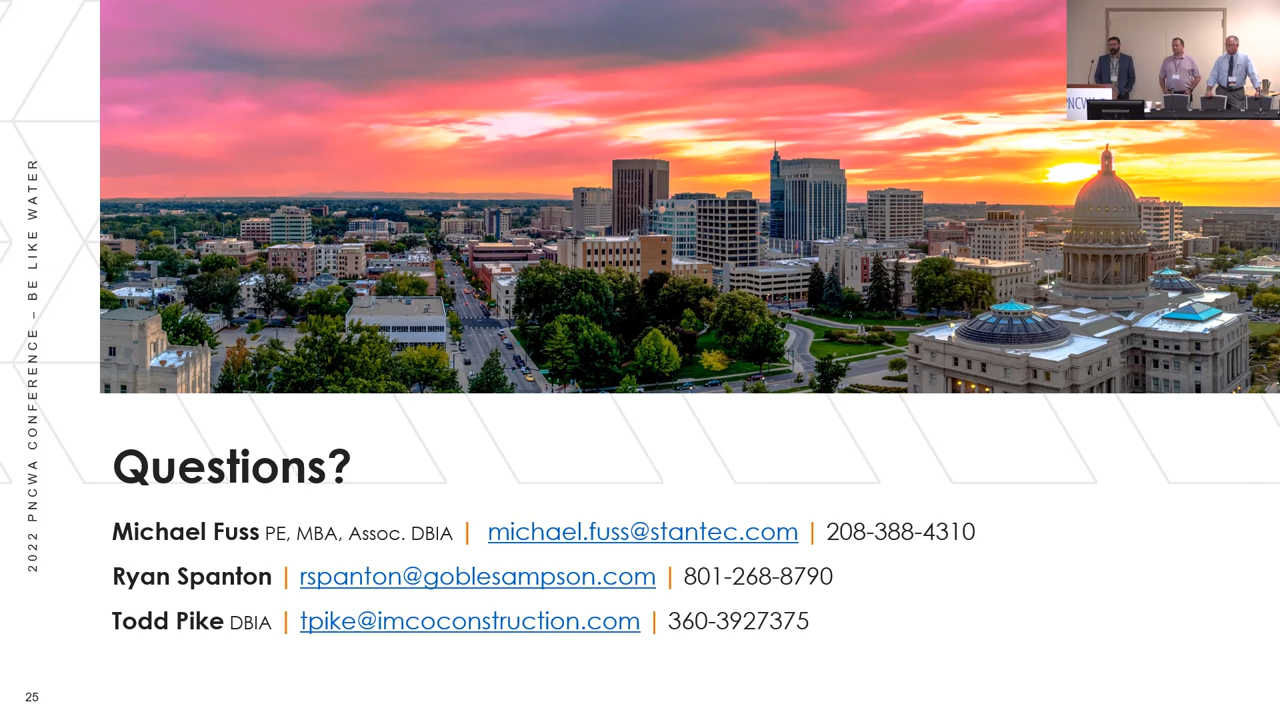 2022 PNCWA CONFERENCE – BE LIKE WATER
PNCWA
Questions?
Michael Fuss PE, MBA, Assoc. DBIA | michael.fuss@stantec.com | 208-388-4310
Ryan Spanton | rspanton@goblesampson.com | 801-268-8790
Todd Pike DBIA | tpike@imcoconstruction.com | 360-3927375
25